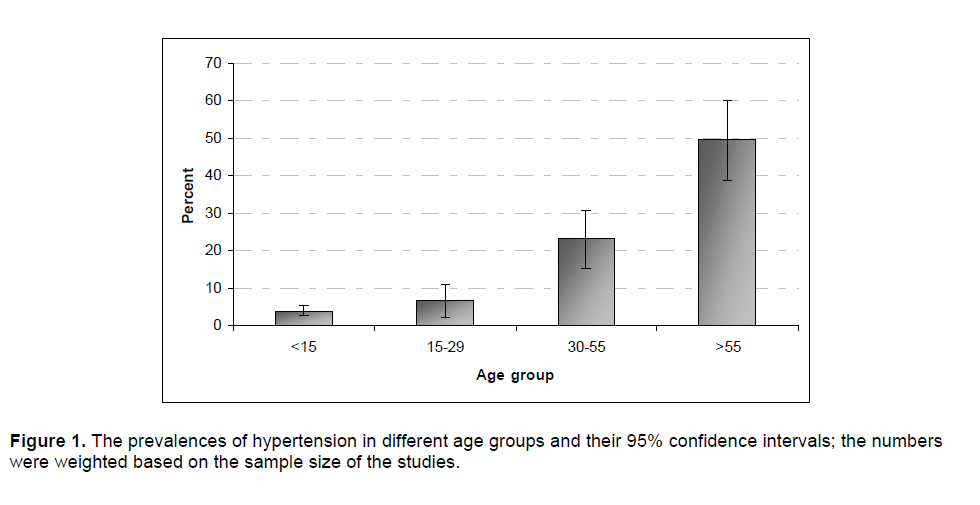 70
60
50
40
30
20
10
0
Percent
<15 15-29 30-55 >55
Age group
Figure 1. The prevalences of hypertension in different age groups and their 95% confidence intervals; the numbers
were weighted based on the sample size of the studies.